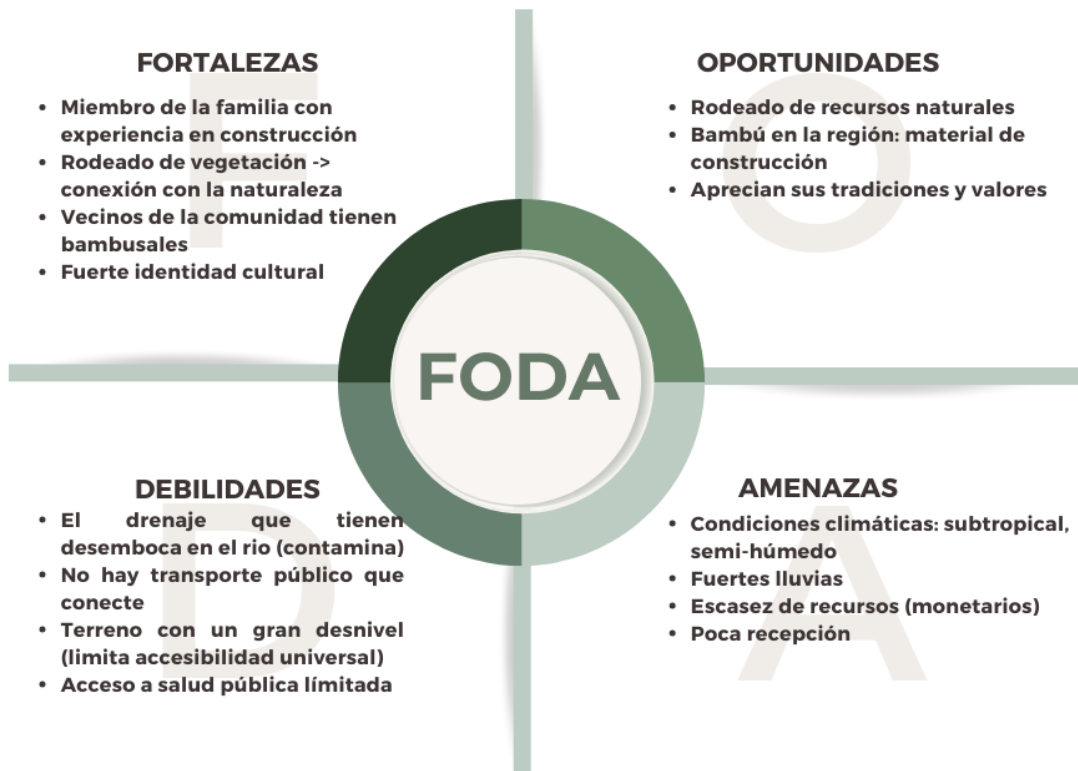 FORTALEZAS
• Miembro de la familia con
experiencia en construcción
• Rodeado de vegetación ->
conexión con la naturaleza
• Vecinos de la comunidad tienen
bambusales
• Fuerte identidad cultural
F
OPORTUNIDADES
• Rodeado de recursos naturales
• Bambú en la región: material de
construcción
• Aprecian sus tradiciones y valores
O
FODA
DEBILIDADES
• El drenaje que tienen
desemboca en el rio (contamina)
• No hay transporte público que
conecte
• Terreno con un gran desnivel
(limita accesibilidad universal)
• Acceso a salud pública límitada
D
AMENAZAS
• Condiciones climáticas: subtropical,
semi-húmedo
• Fuertes lluvias
• Escasez de recursos (monetarios)
• Poca recepción
A